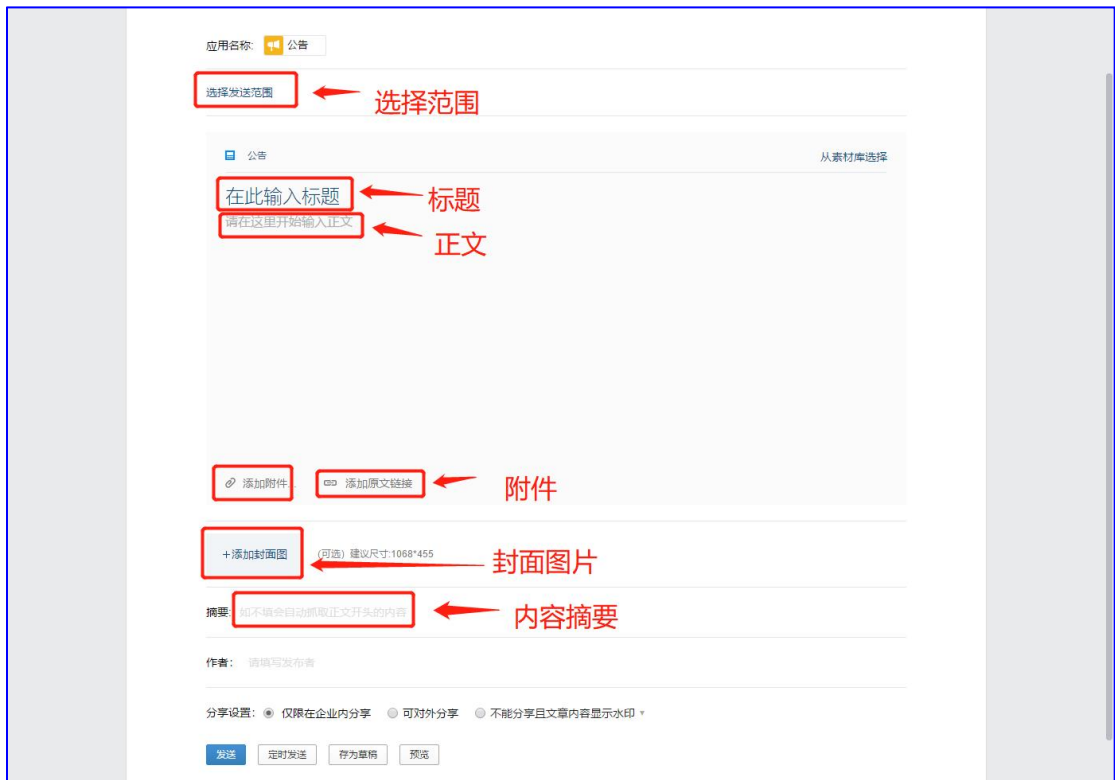 应用名称: 公告
选择发送范围 选择范围
公告 从素材库选择
在此输入标题 标题
请在这里开始输入正文 正文
添加附件... 添加原文链接 附件
+添加封面图 (可选) 建议尺寸:1068*455 封面图片
摘要: 如不填会自动抓取正文开头的内容 内容摘要
作者: 请填写发布者
分享设置: 仅限在企业内分享 可对外分享 不能分享且文章内容显示水印
发送 定时发送 存为草稿 预览